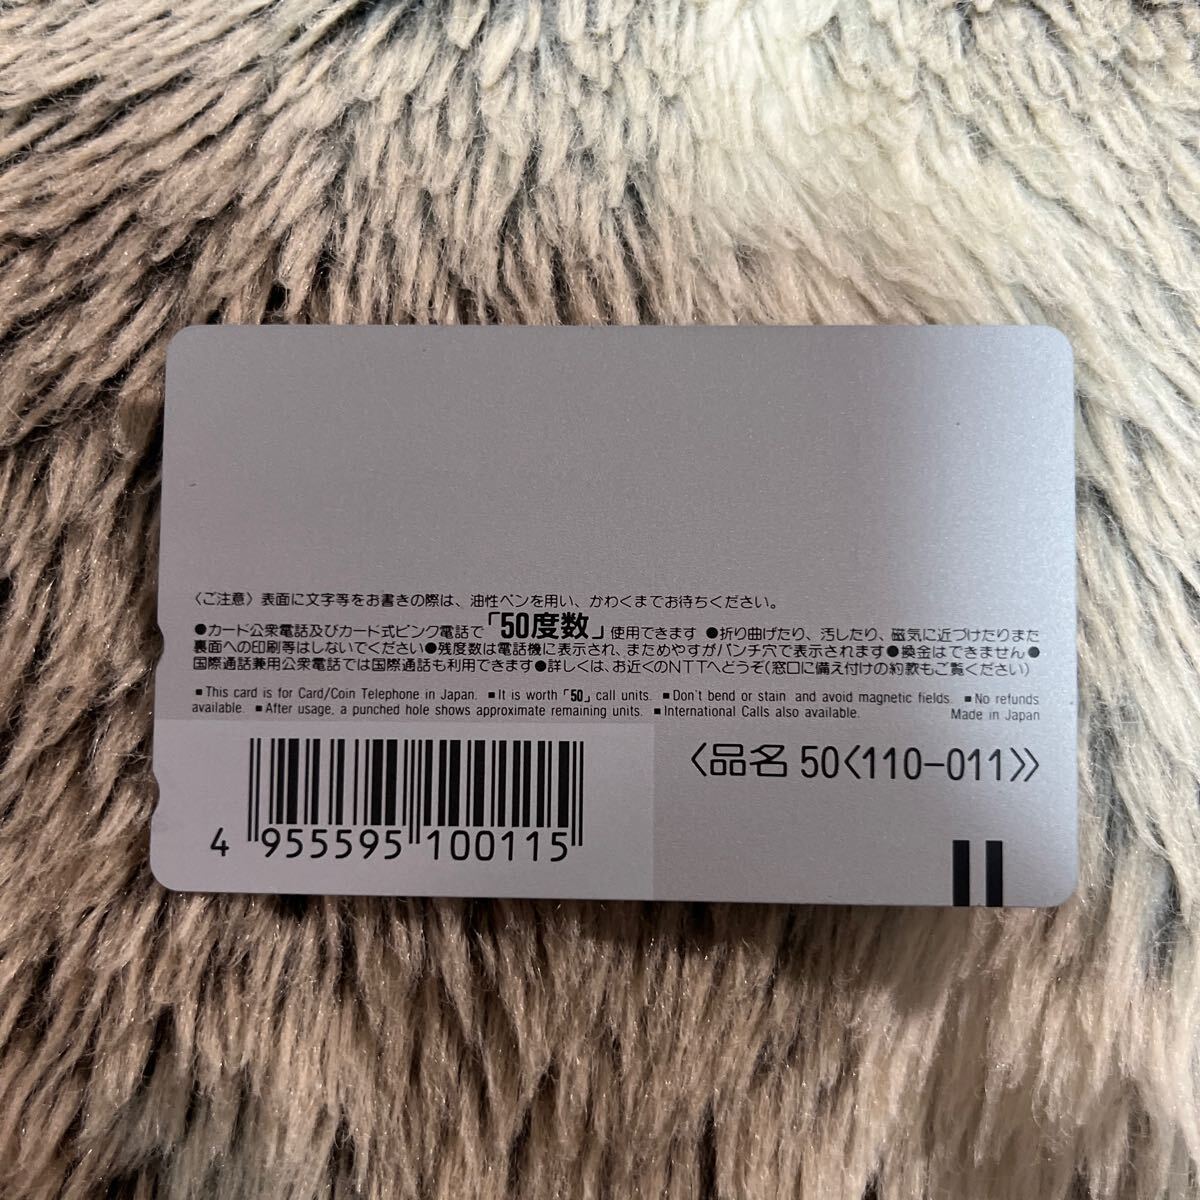 〈ご注意〉表面に文字等をお書きの際は、油性ペンを用い、かわくまでお待ちください。
●カード公衆電話及びカード式ピンク電話で「50度数」使用できます ●折り曲げたり、汚したり、磁気に近づけたりまた
裏面への印刷等はしないでください●残度数は電話機に表示され、まためやすがパンチ穴で表示されます●換金はできません●
国際通話兼用公衆電話では国際通話も利用できます●詳しくは、お近くのNTTへどうぞ(窓口に備え付けの約款もご覧ください)
■This card is for Card/Coin Telephone in Japan. ■It is worth「50」call units. ■Don't bend or stain and avoid magnetic fields. ■No refunds
available. ■After usage, a punched hole shows approximate remaining units. ■International Calls also available. Made in Japan
〈品名 50〈110-011〉〉
4 955595 100115